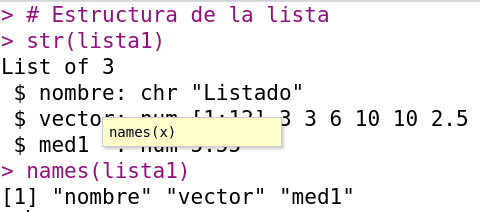 > # Estructura de la lista
> str(lista1)
List of 3
$ nombre: chr "Listado"
$ vector: num [1:12] 3 3 6 10 10 2.5
names(x)
$ med1 : num
> names(lista1)
[1] "nombre" "vector" "med1"